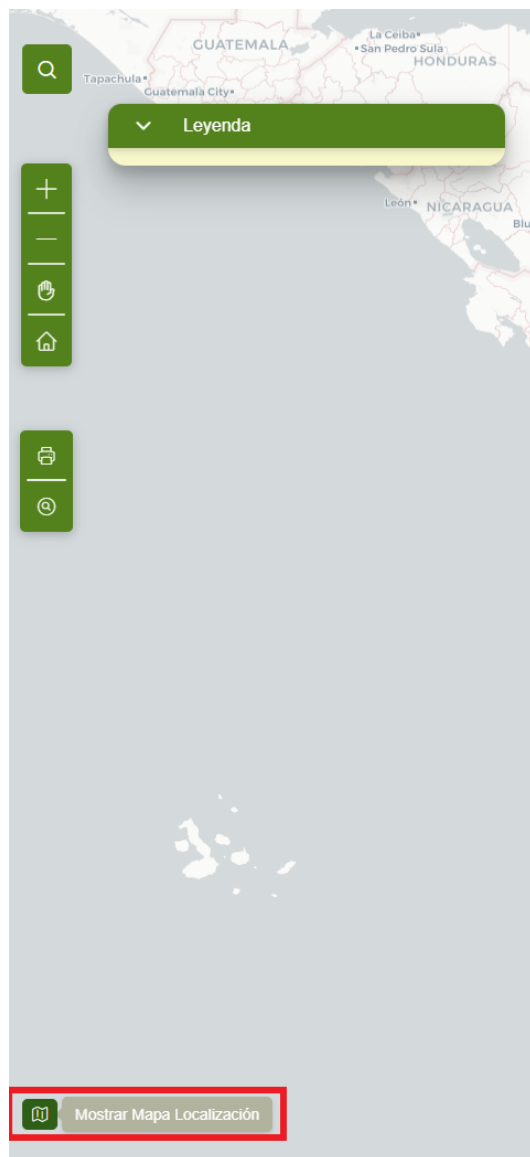 GUATEMALA
La Ceiba
San Pedro Sula
HONDURAS
Tapachula
Guatemala City
Leyenda
León
NICARAGUA
Blu
Mostrar Mapa Localización